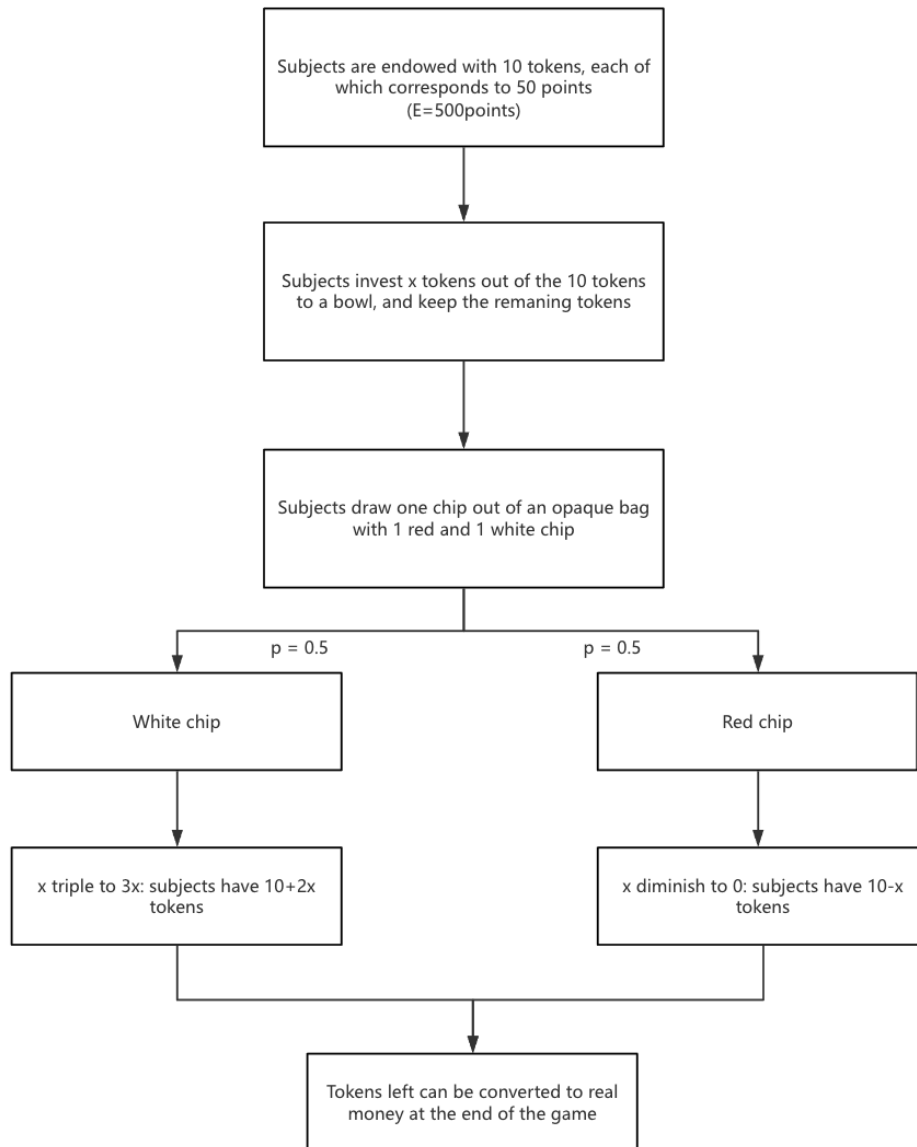 Subjects are endowed with 10 tokens, each of
which corresponds to 50 points
(E=500points)
Subjects invest x tokens out of the 10 tokens
to a bowl, and keep the remaning tokens
Subjects draw one chip out of an opaque bag
with 1 red and 1 white chip
p = 0.5
p = 0.5
White chip
Red chip
x triple to 3x: subjects have 10+2x
tokens
x diminish to 0: subjects have 10-x
tokens
Tokens left can be converted to real
money at the end of the game